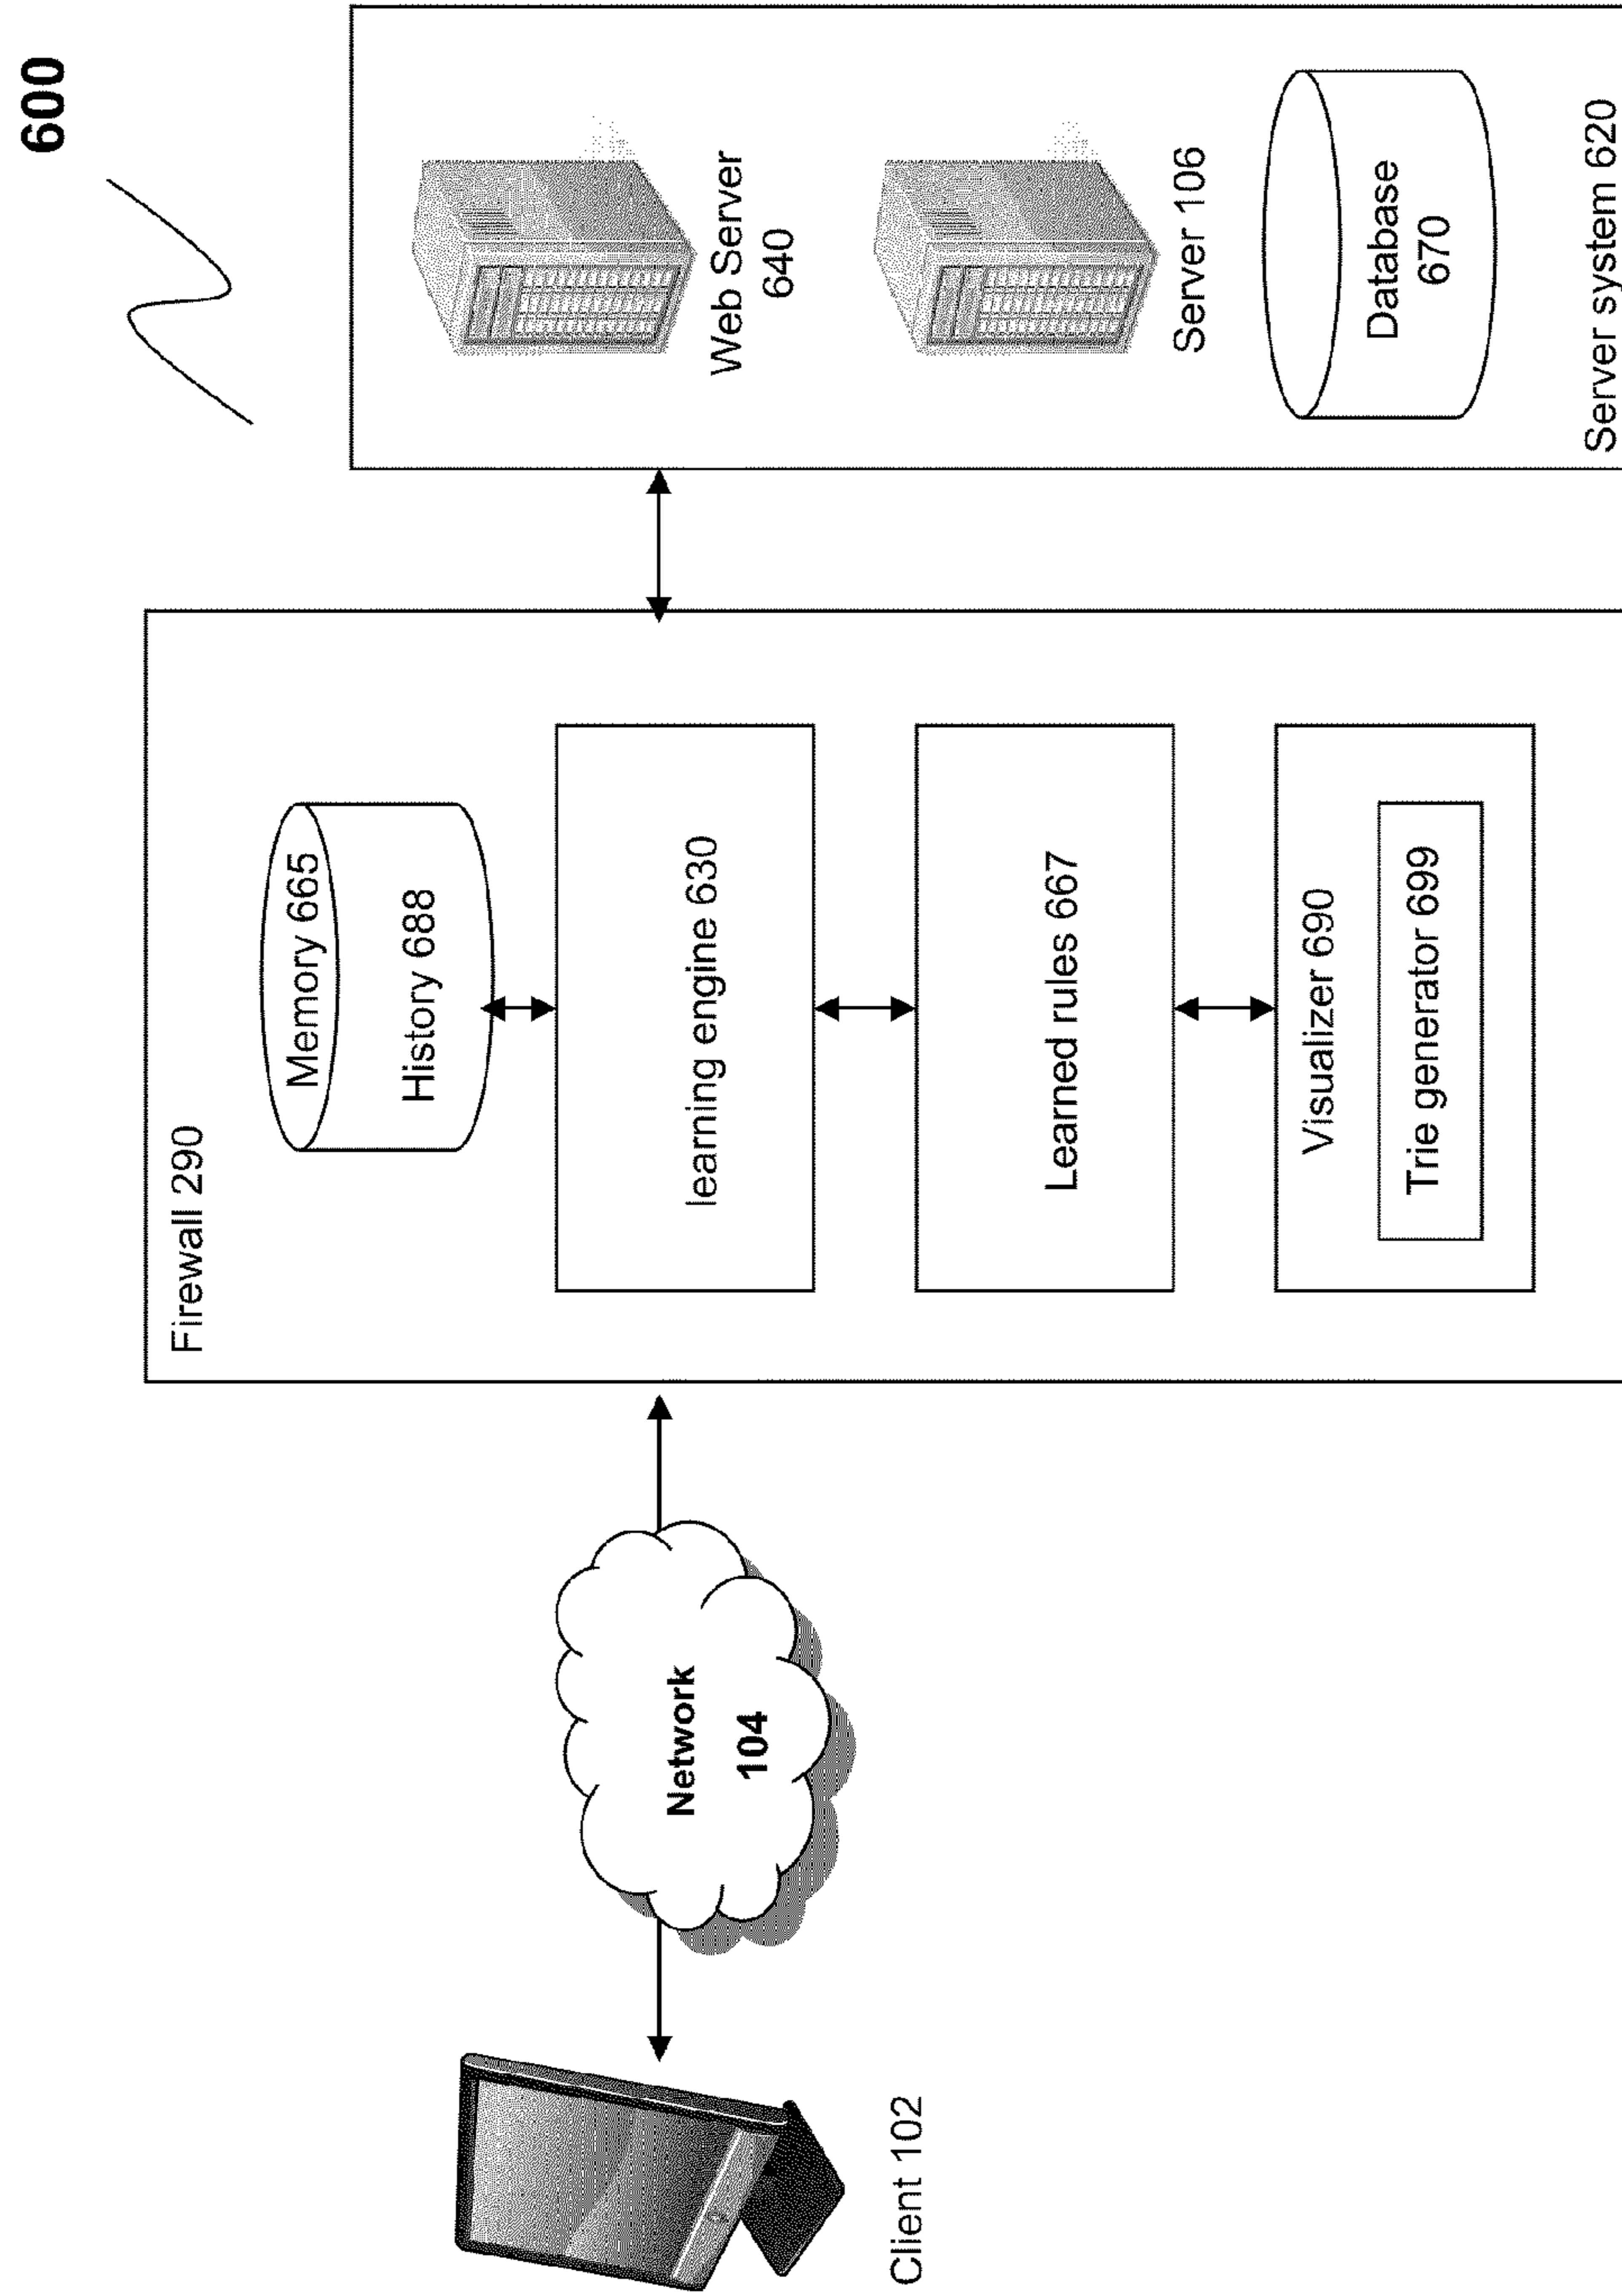 600
Firewall 290
Memory 665
History 688
learning engine 630
Learned rules 667
Visualizer 690
Trie generator 699
Network
104
Client 102
Web Server
640
Server 106
Database
670
Server system 620